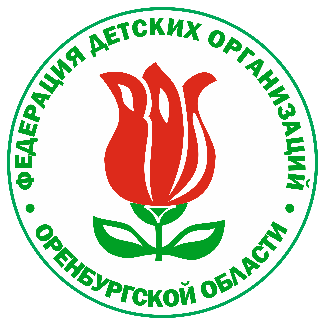 ФЕДЕРАЦИЯ ДЕТСКИХ ОРГАНИЗАЦИЙ
• ОРЕНБУРГСКОЙ ОБЛАСТИ •